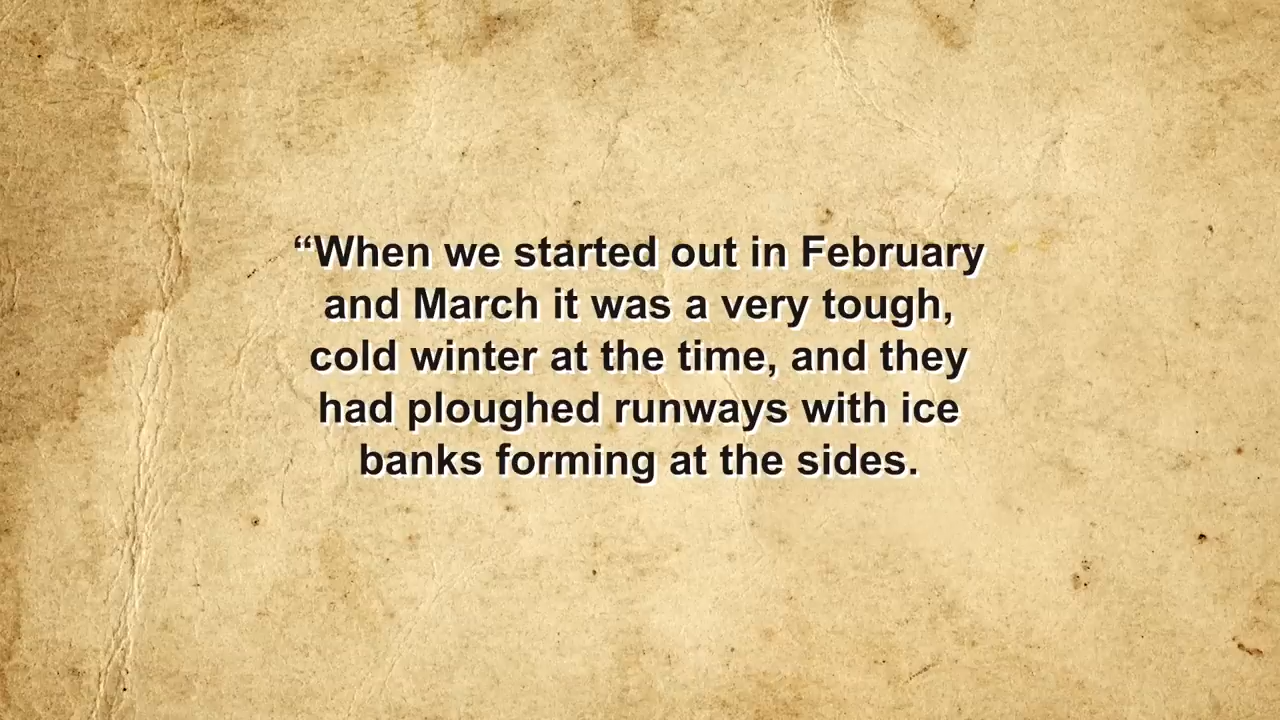 “When we started out in February
and March it was a very tough,
cold winter at the time, and they
had ploughed runways with ice
banks forming at the sides.